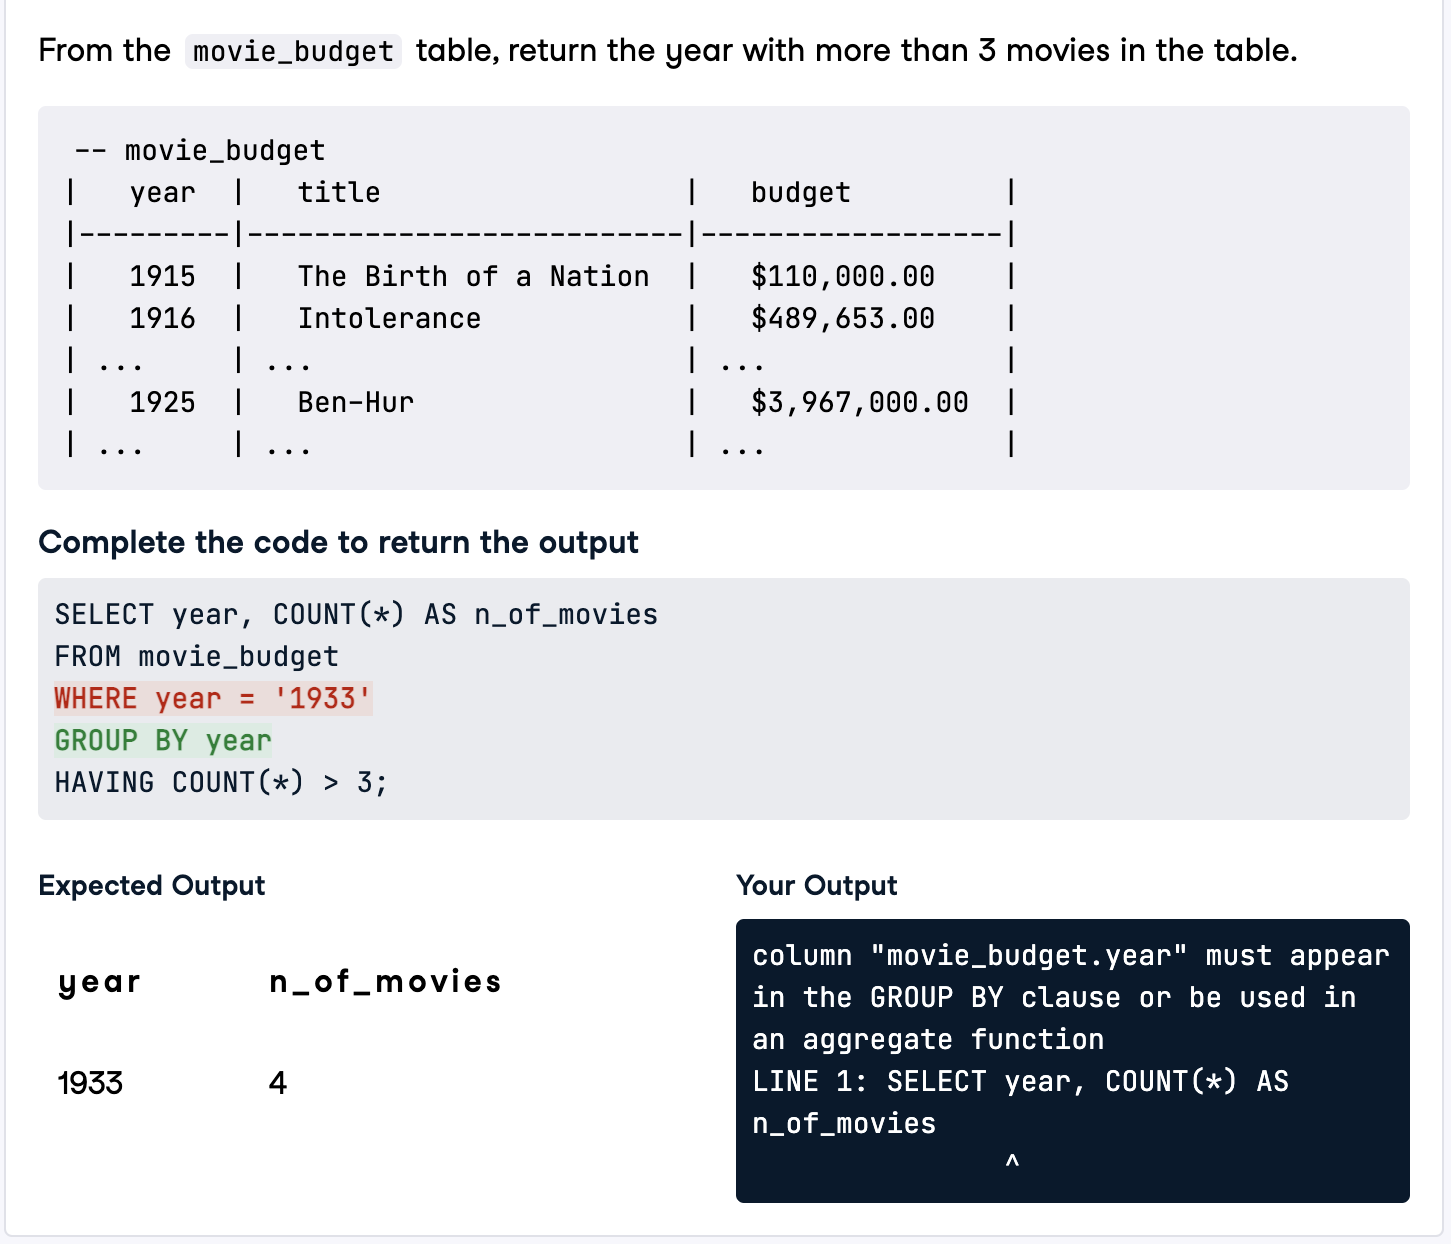 From the movie_budget table, return the year with more than 3 movies in the table.
-- movie_budget
|   year  |   title                  |   budget         |
|---------|--------------------------|------------------|
|   1915  |   The Birth of a Nation  |   $110,000.00    |
|   1916  |   Intolerance            |   $489,653.00    |
| ...     | ...                      | ...              |
|   1925  |   Ben-Hur                |   $3,967,000.00  |
| ...     | ...                      | ...              |
Complete the code to return the output
SELECT year, COUNT(*) AS n_of_movies
FROM movie_budget
WHERE year = '1933'
GROUP BY year
HAVING COUNT(*) > 3;
Expected Output
year n_of_movies
1933 4
Your Output
column "movie_budget.year" must appear
in the GROUP BY clause or be used in
an aggregate function
LINE 1: SELECT year, COUNT(*) AS
n_of_movies
^